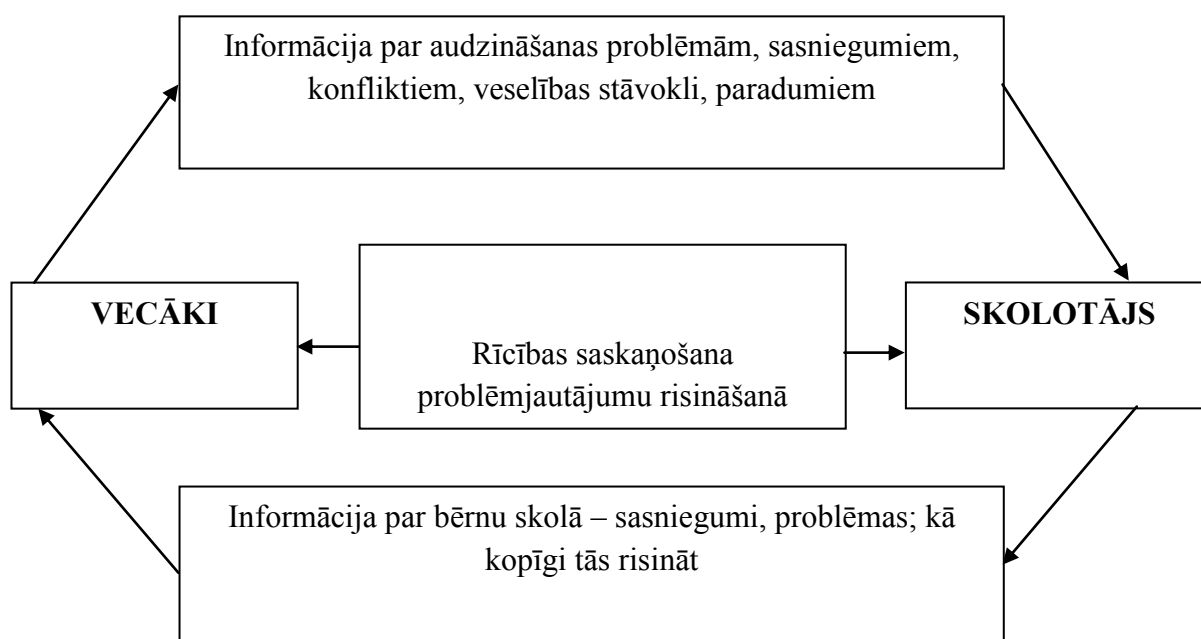 Informācija par audzināšanas problēmām, sasniegumiem,
konfliktiem, veselības stāvokli, paradumiem
VECĀKI
SKOLOTĀJS
Rīcības saskaņošana
problēmjautājumu risināšanā
Informācija par bērnu skolā – sasniegumi, problēmas; kā
kopīgi tās risināt